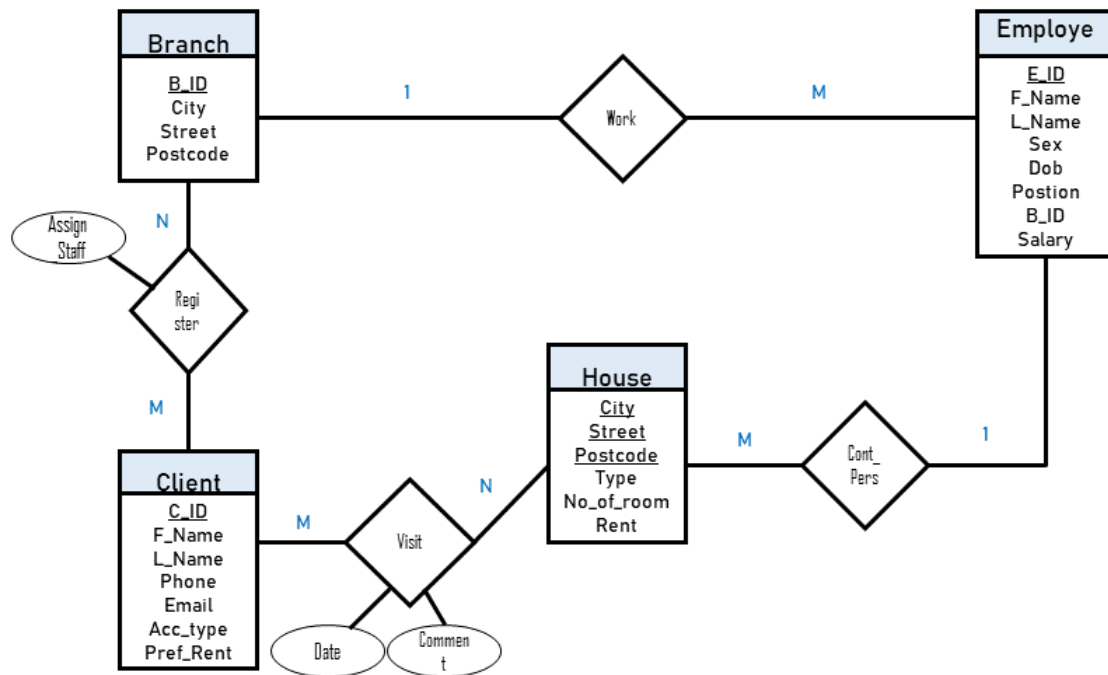 Branch
B_ID
City
Street
Postcode
1
Work
M
Employe
E_ID
F_Name
L_Name
Sex
Dob
Postion
B_ID
Salary
N
Assign
Staff
Regi
ster
M
Client
C_ID
F_Name
L_Name
Phone
Email
Acc_type
Pref_Rent
M
Visit
N
Date
Commen
t
House
City
Street
Postcode
Type
No_of_room
Rent
M
Cont_
Pers
1